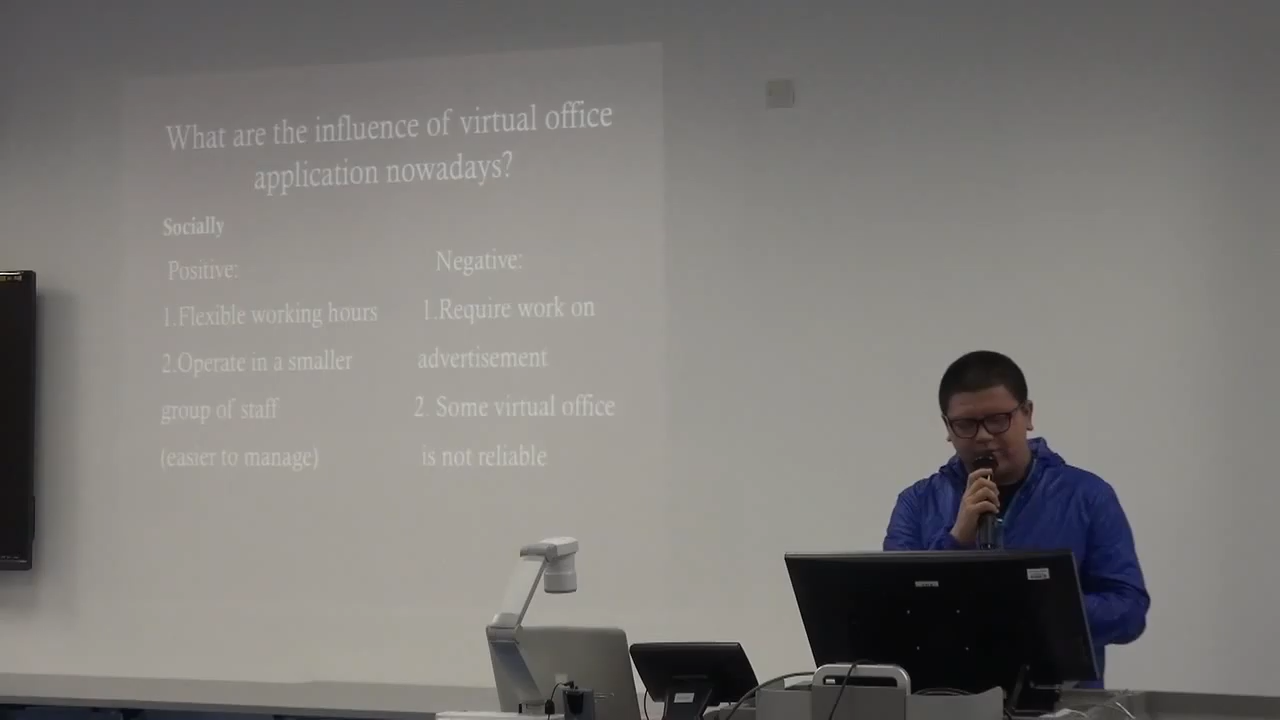 What are the influence of virtual office
application nowadays?
Socially
Positive:
1.Flexible working hours
2.Operate in a smaller
group of staff
(easier to manage)
Negative:
1.Require work on
advertisement
2. Some virtual office
is not reliable